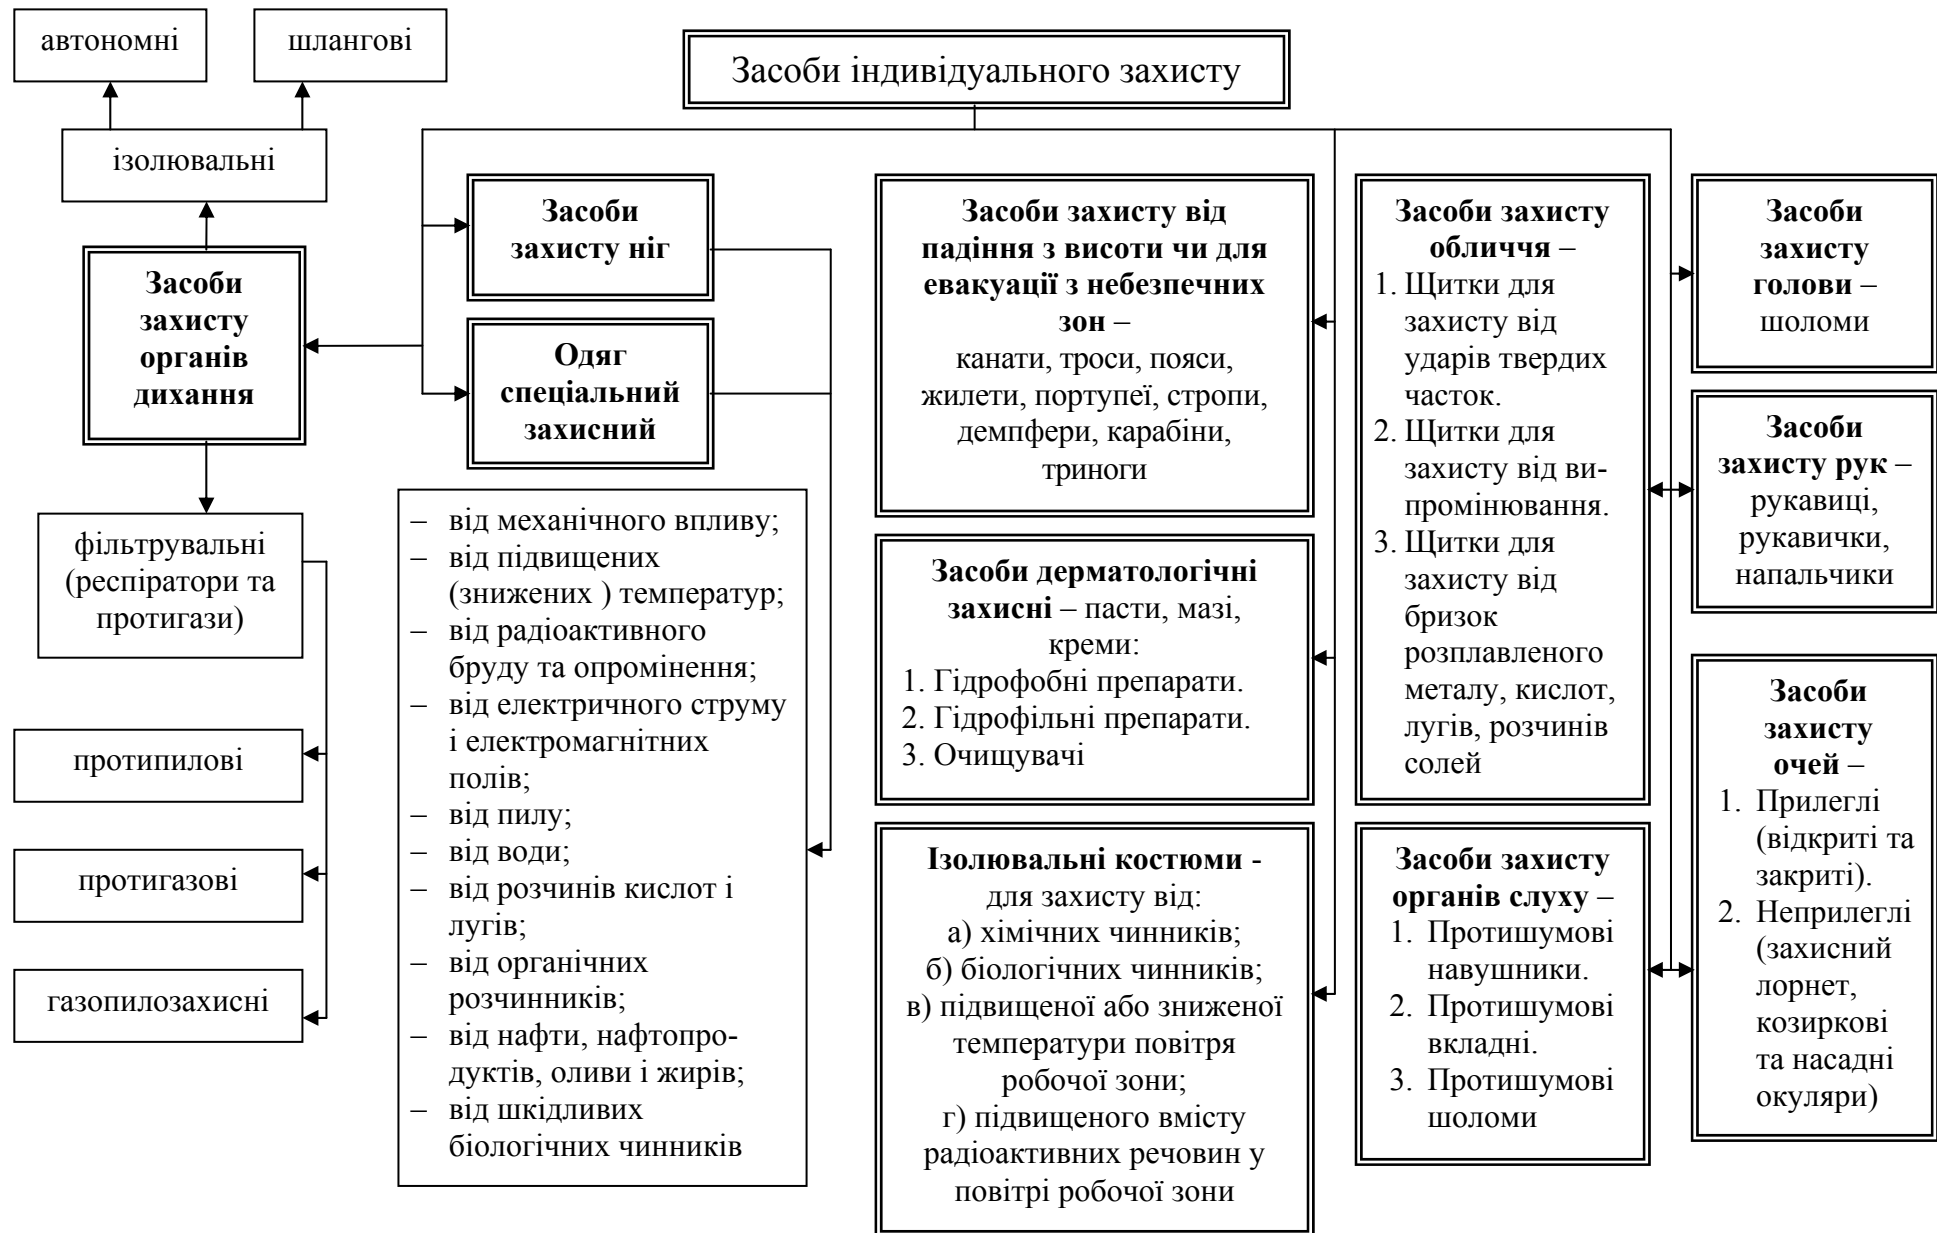 автономні
шлангові
Засоби індивідуального захисту
ізолювальні
Засоби
захисту
органів
дихання
фільтрувальні
(респіратори та
протигази)
протипилові
протигазові
газопилозахисні
Засоби
захисту ніг
Одяг
спеціальний
захисний
– від механічного впливу;
– від підвищених
(знижених ) температур;
– від радіоактивного
бруду та опромінення;
– від електричного струму
і електромагнітних
полів;
– від пилу;
– від води;
– від розчинів кислот і
лугів;
– від органічних
розчинників;
– від нафти, нафтопро-
дуктів, оливи і жирів;
– від шкідливих
біологічних чинників
Засоби захисту від
падіння з висоти чи для
евакуації з небезпечних
зон –
канати, троси, пояси,
жилети, портупеї, стропи,
демпфери, карабіни,
триноги
Засоби дерматологічні
захисні – пасти, мазі,
креми:
1. Гідрофобні препарати.
2. Гідрофільні препарати.
3. Очищувачі
Ізолювальні костюми -
для захисту від:
а) хімічних чинників;
б) біологічних чинників;
в) підвищеної або зниженої
температури повітря
робочої зони;
г) підвищеного вмісту
радіоактивних речовин у
повітрі робочої зони
Засоби захисту
обличчя –
1. Щитки для
захисту від
ударів твердих
часток.
2. Щитки для
захисту від ви-
промінювання.
3. Щитки для
захисту від
бризок
розплавленого
металу, кислот,
лугів, розчинів
солей
Засоби захисту
органів слуху –
1. Протишумові
навушники.
2. Протишумові
вкладні.
3. Протишумові
шоломи
Засоби
захисту
голови –
шоломи
Засоби
захисту рук –
рукавиці,
рукавички,
напальчики
Засоби
захисту
очей –
1. Прилеглі
(відкриті та
закриті).
2. Неприлеглі
(захисний
лорнет,
козиркові
та насадні
окуляри)